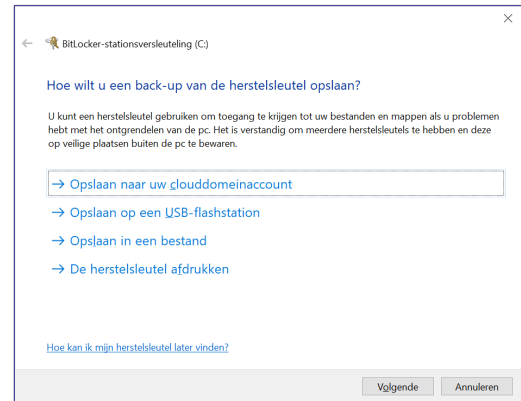 BitLocker-stationsversleuteling (C:)
Hoe wilt u een back-up van de herstelsleutel opslaan?
U kunt een herstelsleutel gebruiken om toegang te krijgen tot uw bestanden en mappen als u problemen
hebt met het ontgrendelen van de pc. Het is verstandig om meerdere herstelsleutels te hebben en deze
op veilige plaatsen buiten de pc te bewaren.
Opslaan naar uw clouddomeinaccount
Opslaan op een USB-flashstation
Opslaan in een bestand
De herstelsleutel afdrukken
Hoe kan ik mijn herstelsleutel later vinden?
Volgende Annuleren